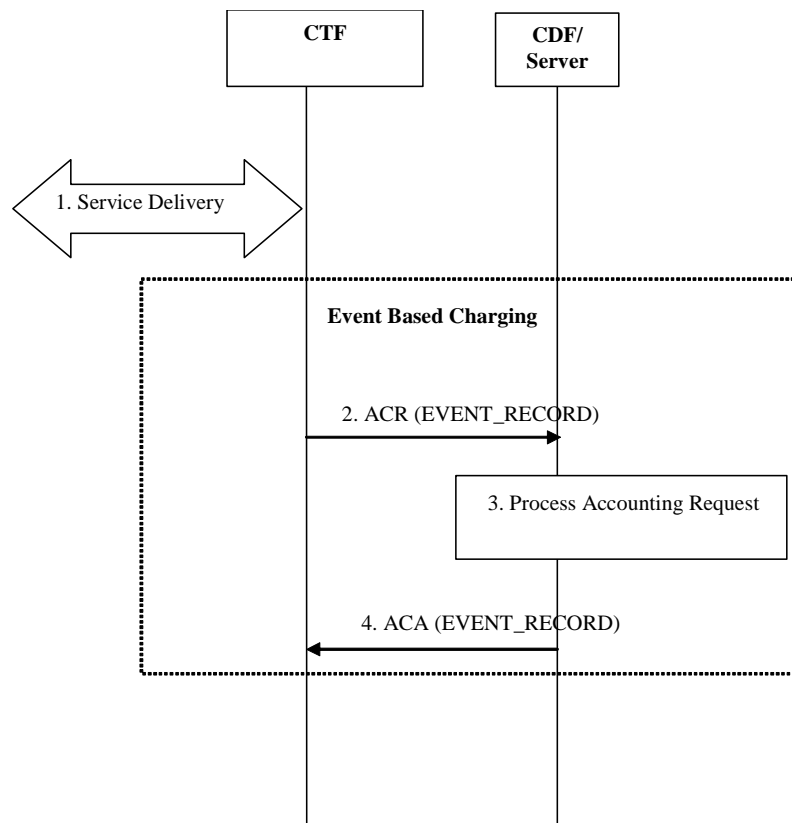 CTF
CDF/
Server
1. Service Delivery
Event Based Charging
2. ACR (EVENT_RECORD)
3. Process Accounting Request
4. ACA (EVENT_RECORD)